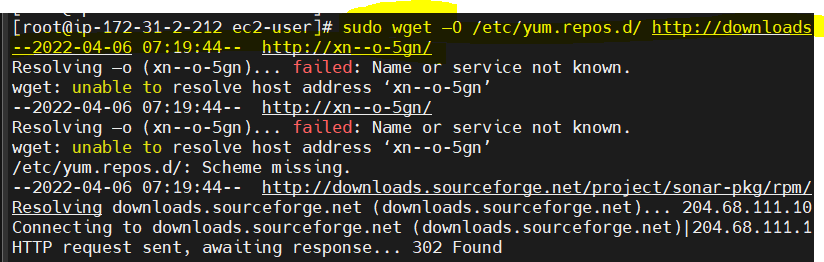 [root@ip-172-31-2-212 ec2-user]# sudo wget –O /etc/yum.repos.d/ http://downloads
--2022-04-06 07:19:44--  http://xn--o-5gn/
Resolving –o (xn--o-5gn)... failed: Name or service not known.
wget: unable to resolve host address ‘xn--o-5gn’
--2022-04-06 07:19:44--  http://xn--o-5gn/
Resolving –o (xn--o-5gn)... failed: Name or service not known.
wget: unable to resolve host address ‘xn--o-5gn’
/etc/yum.repos.d/: Scheme missing.
--2022-04-06 07:19:44--  http://downloads.sourceforge.net/project/sonar-pkg/rpm/
Resolving downloads.sourceforge.net (downloads.sourceforge.net)... 204.68.111.10
Connecting to downloads.sourceforge.net (downloads.sourceforge.net)|204.68.111.1
HTTP request sent, awaiting response... 302 Found